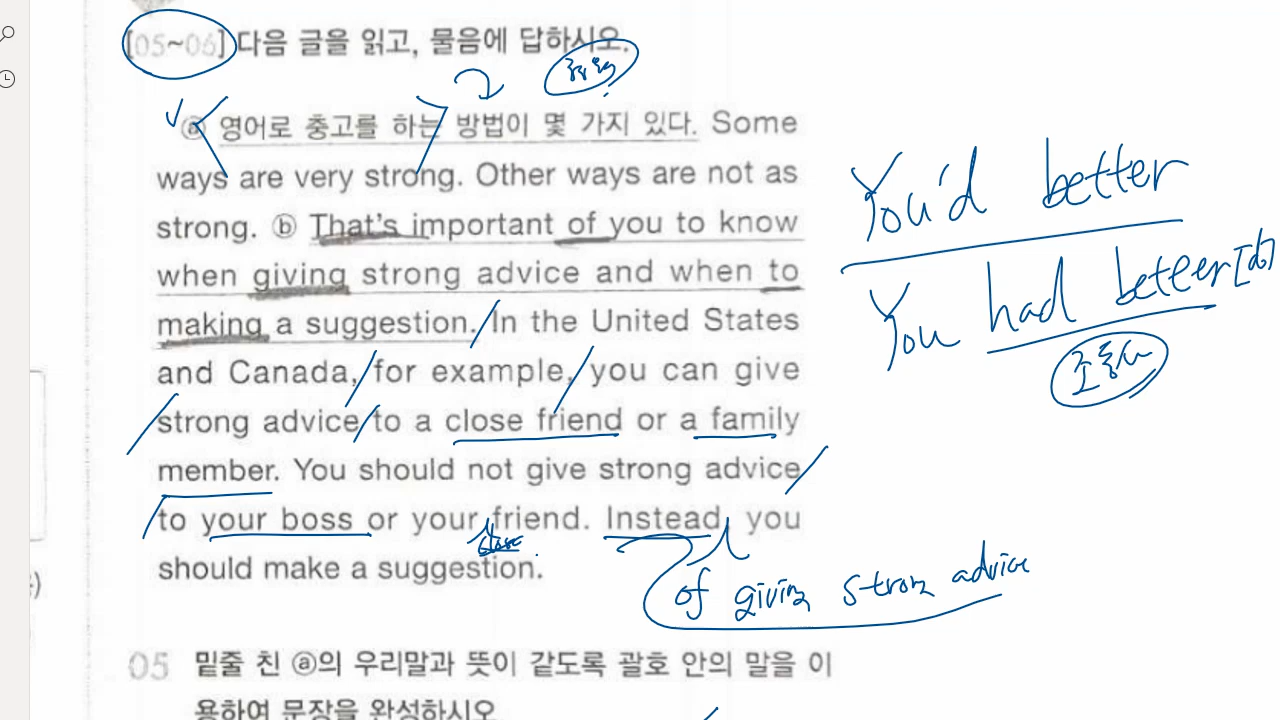 [05~06] 다음 글을 읽고, 물음에 답하시오.
ⓐ 영어로 충고를 하는 방법이 몇 가지 있다. Some
ways are very strong. Other ways are not as
strong. ⓑ That's important of you to know
when giving strong advice and when to
making a suggestion. In the United States
and Canada, for example, you can give
strong advice to a close friend or a family
member. You should not give strong advice
to your boss or your friend. Instead, you
close
should make a suggestion.
of giving strong advice
You'd better
You had better
조동사
05 밑줄 친 ⓐ의 우리말과 뜻이 같도록 괄호 안의 말을 이
용하여 문장을 완성하시오.